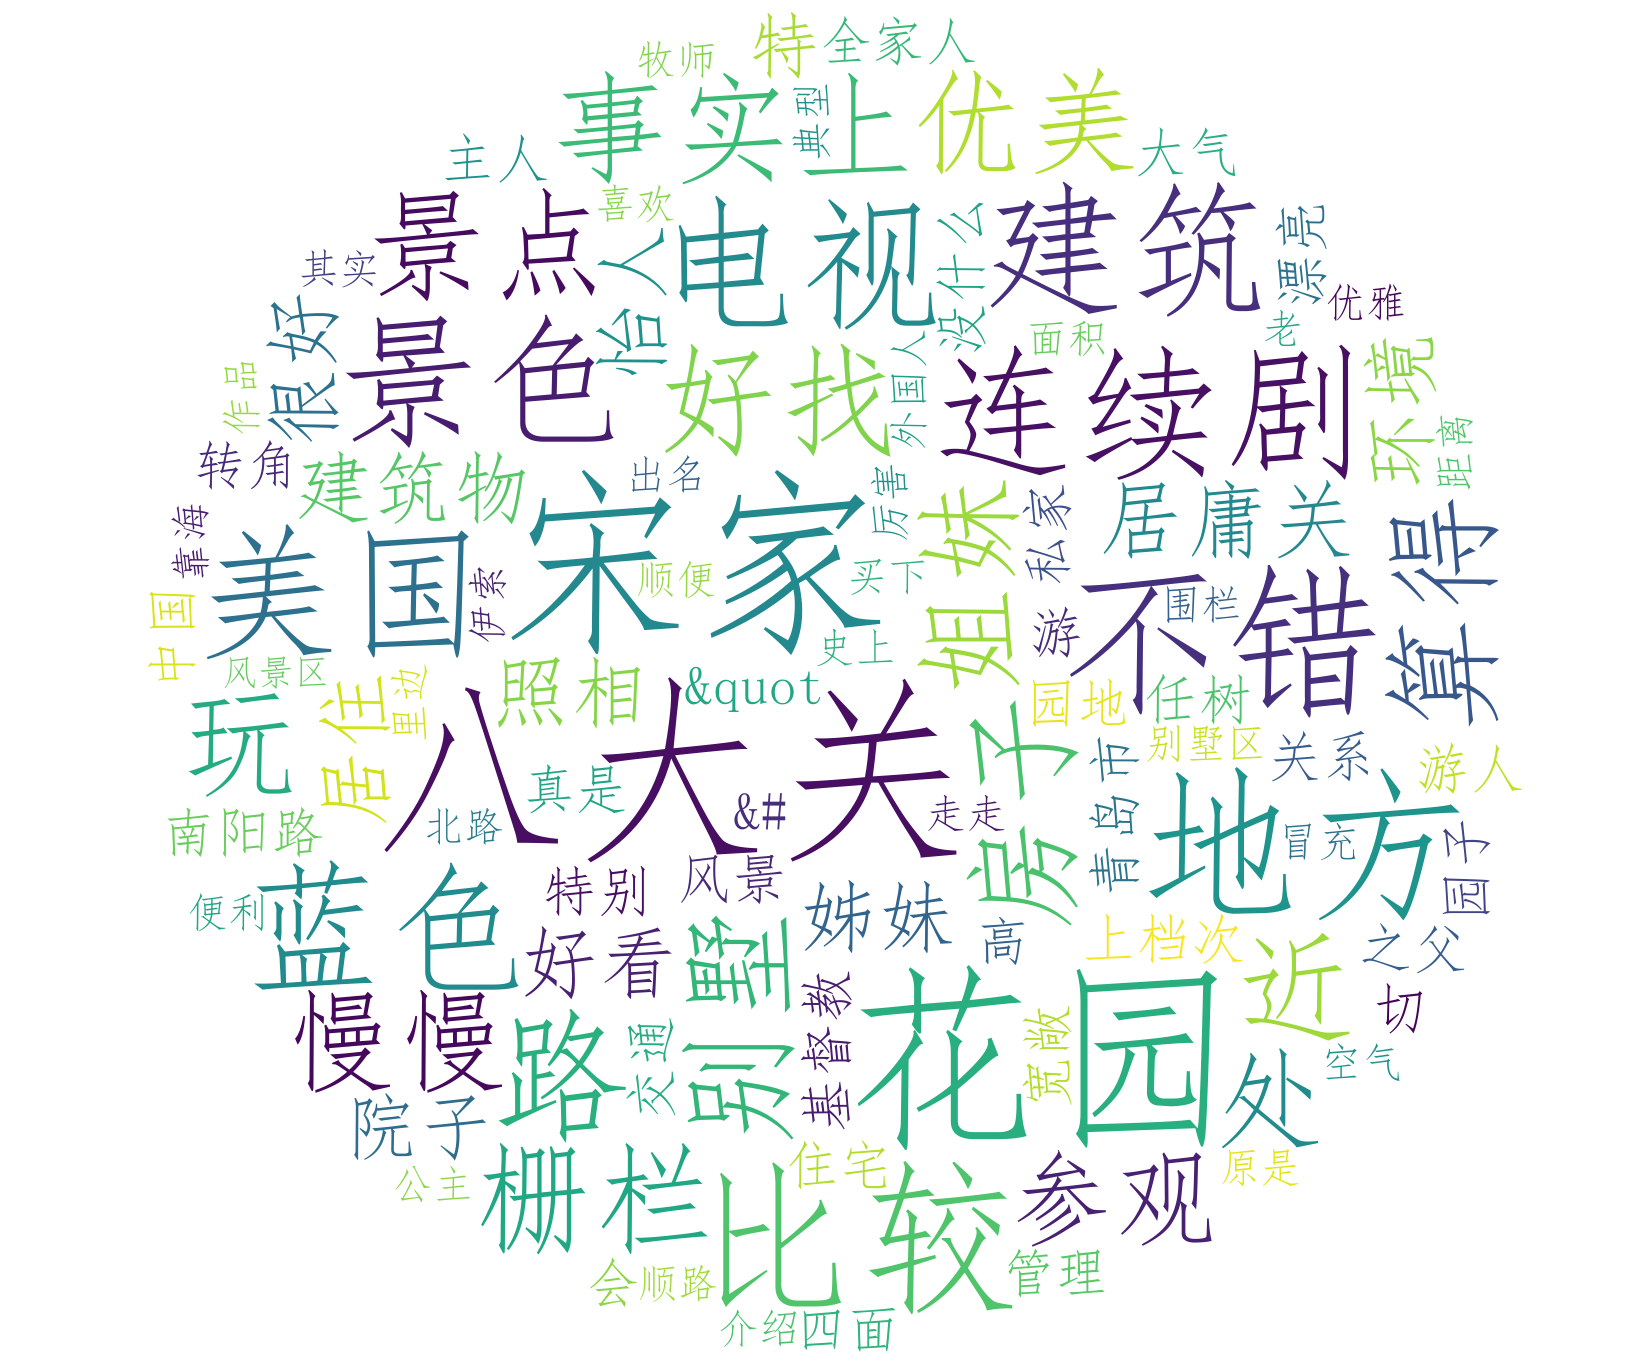 牧师
特
全家人
事实上
典型
优美
主人
大气
景点
喜欢
电视
没什么
建筑
漂亮
其实
怡人
优雅
很好
景色
好找
面积
老
外国人
连续剧
环境
作品
转角
建筑物
出名
厉害
姐妹
私家
居庸关
距离
算得
靠海
美国
宋家
伊索
顺便
买下
游
不错
围栏
中国
风景区
照相
&quot
史上
里边
居住
玩
八大关
房子
园地
任树
别墅区
关系
游人
真是
&#
走走
青岛市
地方
冒充
园子
南阳路
北路
风景
特别
便利
蓝色
好看
别墅
姊妹
高
上档次
近
之父
切
慢慢
路
交通
基督教
花园
宽敞
处
空气
院子
公主
栅栏
住宅
比较
参观
原是
会
顺路
管理
介绍
四面